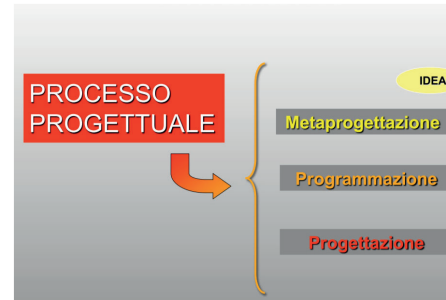 PROCESSO
PROGETTUALE
IDEA
Metaprogettazione
Programmazione
Progettazione